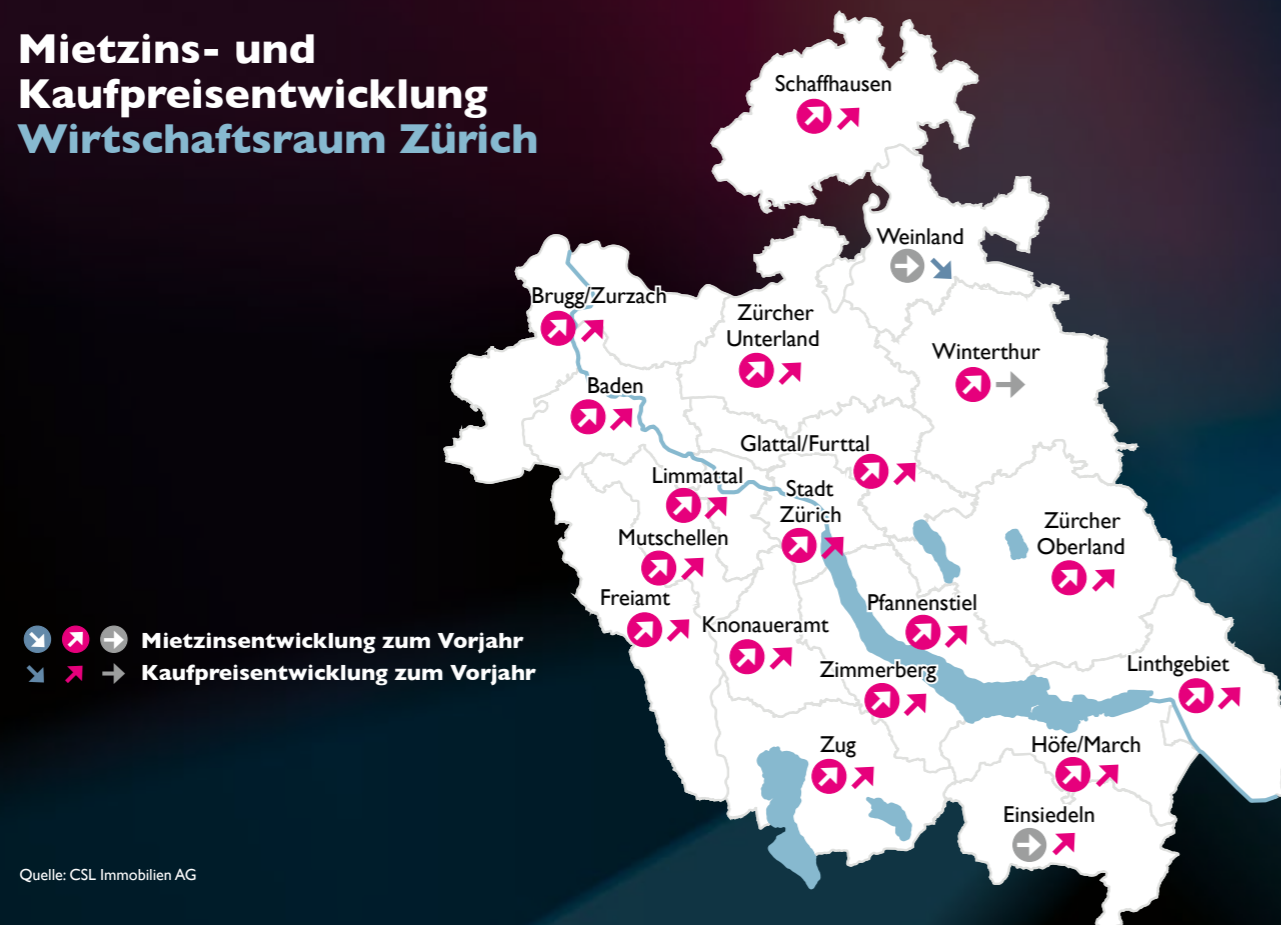 Mietzins- und
Kaufpreisentwicklung
Wirtschaftsraum Zürich
Schaffhausen
Weinland
Brugg/Zurzach
Zürcher
Unterland
Winterthur
Baden
Glattal/Furttal
Limmattal
Stadt
Zürich
Zürcher
Oberland
Mutschellen
Freiamt
Knonaueramt
Pfannenstiel
Zimmerberg
Linthgebiet
Zug
Höfe/March
Einsiedeln
Mietzinsentwicklung zum Vorjahr
Kaufpreisentwicklung zum Vorjahr
Quelle: CSL Immobilien AG